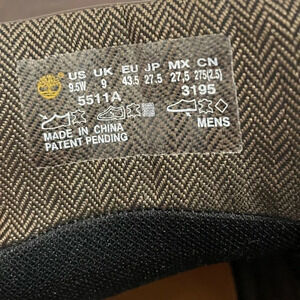 US UK EU JP MX CN
9.5W 9 43.5 27.5 27,5 275(2.5)
5511A 3195
MADE IN CHINA MENS
PATENT PENDING